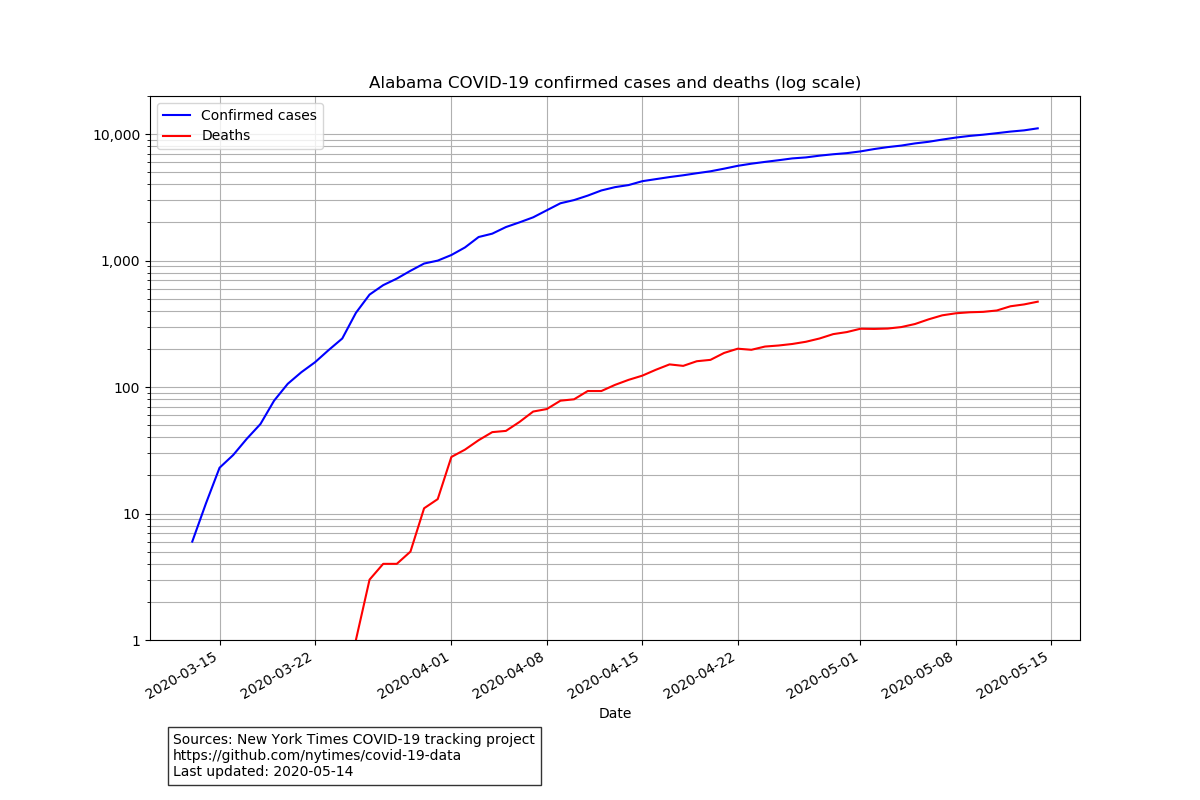 Alabama COVID-19 confirmed cases and deaths (log scale)
Confirmed cases
Deaths
10,000
1,000
100
10
1
2020-03-15
2020-03-22
2020-04-01
2020-04-08
2020-04-15
2020-04-22
2020-05-01
2020-05-08
2020-05-15
Date
Sources: New York Times COVID-19 tracking project
https://github.com/nytimes/covid-19-data
Last updated: 2020-05-14